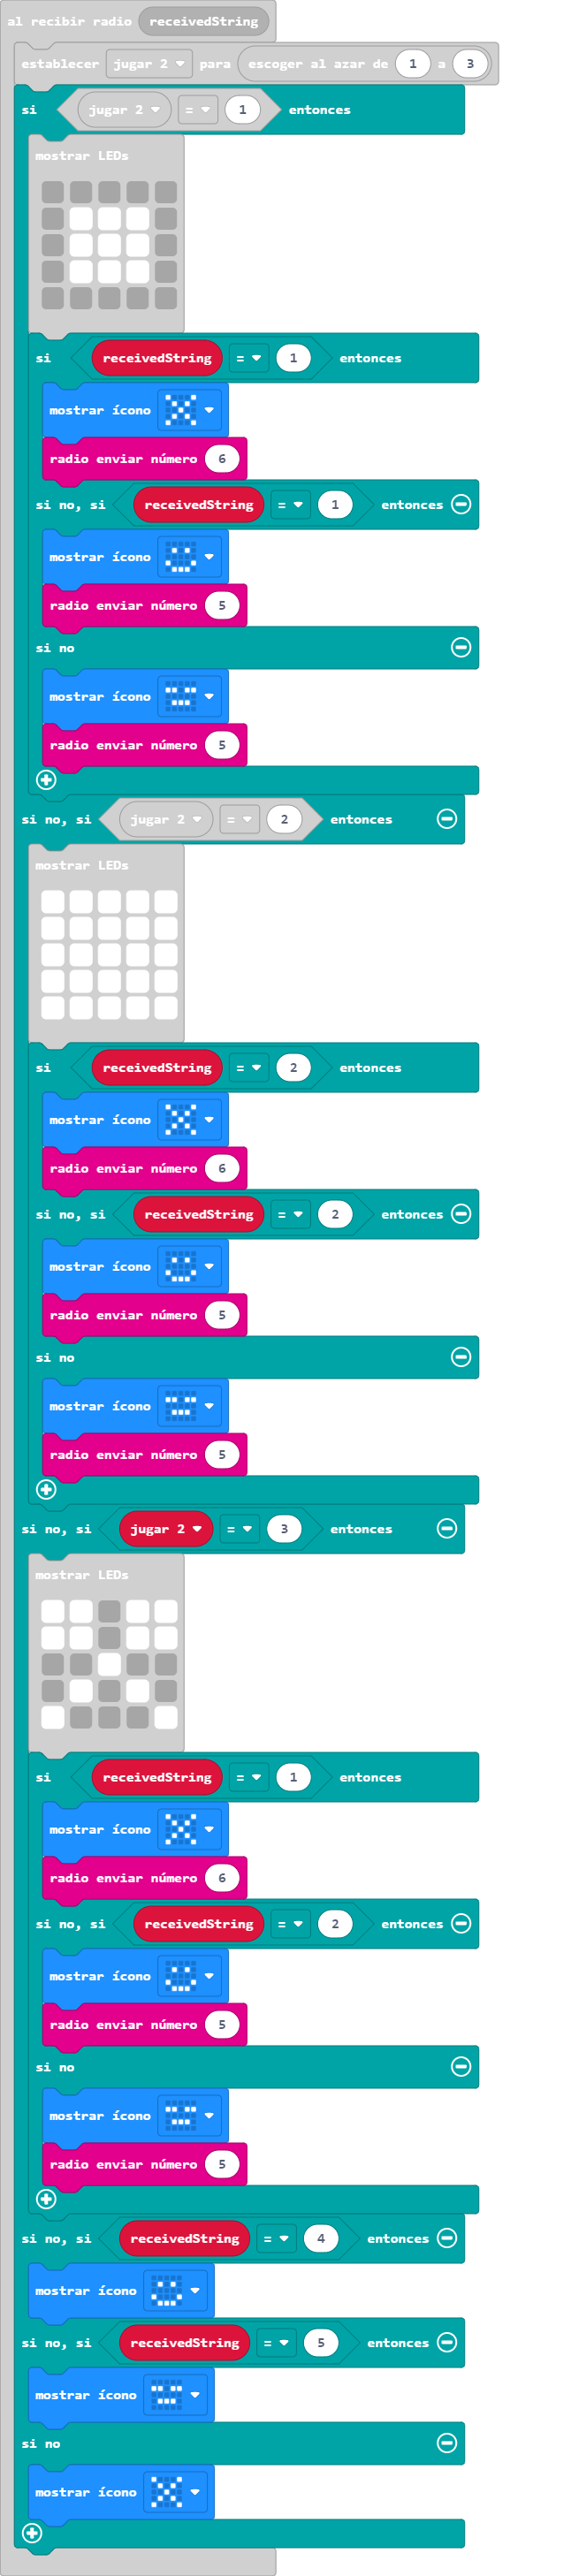 al recibir radio receivedString
establecer jugar 2 para escoger al azar de 1 a 3
si jugar 2 = 1 entonces
mostrar LEDs
si receivedString = 1 entonces
mostrar ícono
radio enviar número 6
si no, si receivedString = 1 entonces
mostrar ícono
radio enviar número 5
si no
mostrar ícono
radio enviar número 5
si no, si jugar 2 = 2 entonces
mostrar LEDs
si receivedString = 2 entonces
mostrar ícono
radio enviar número 6
si no, si receivedString = 2 entonces
mostrar ícono
radio enviar número 5
si no
mostrar ícono
radio enviar número 5
si no, si jugar 2 = 3 entonces
mostrar LEDs
si receivedString = 1 entonces
mostrar ícono
radio enviar número 6
si no, si receivedString = 2 entonces
mostrar ícono
radio enviar número 5
si no
mostrar ícono
radio enviar número 5
si no, si receivedString = 4 entonces
mostrar ícono
si no, si receivedString = 5 entonces
mostrar ícono
si no
mostrar ícono